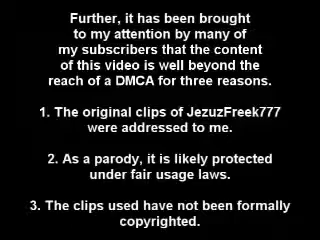 Further, it has been brought
to my attention by many of
my subscribers that the content
of this video is well beyond the
reach of a DMCA for three reasons.
1. The original clips of JezuzFreek777
were addressed to me.
2. As a parody, it is likely protected
under fair usage laws.
3. The clips used have not been formally
copyrighted.